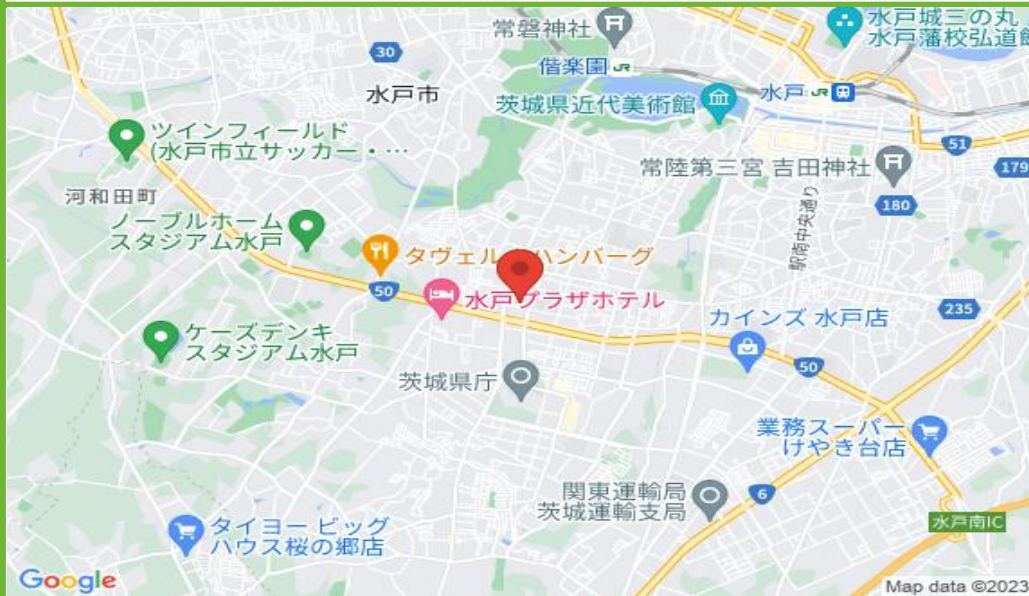 常磐神社
水戸城三の丸
水戸藩校弘道館
30
偕楽園 JR
水戸市
茨城県近代美術館
水戸 JR
ツインフィールド
(水戸市立サッカー・…
51
常陸第三宮 吉田神社
179
河和田町
180
ノーブルホーム
スタジアム水戸
駅南中央通り
タヴェル
ハンバーグ
50
水戸プラザホテル
235
カインズ 水戸店
ケーズデンキ
スタジアム水戸
50
茨城県庁
業務スーパー
けやき台店
関東運輸局
茨城運輸支局
6
水戸南IC
タイヨー ビッグ
ハウス桜の郷店
Google
Map data ©2023